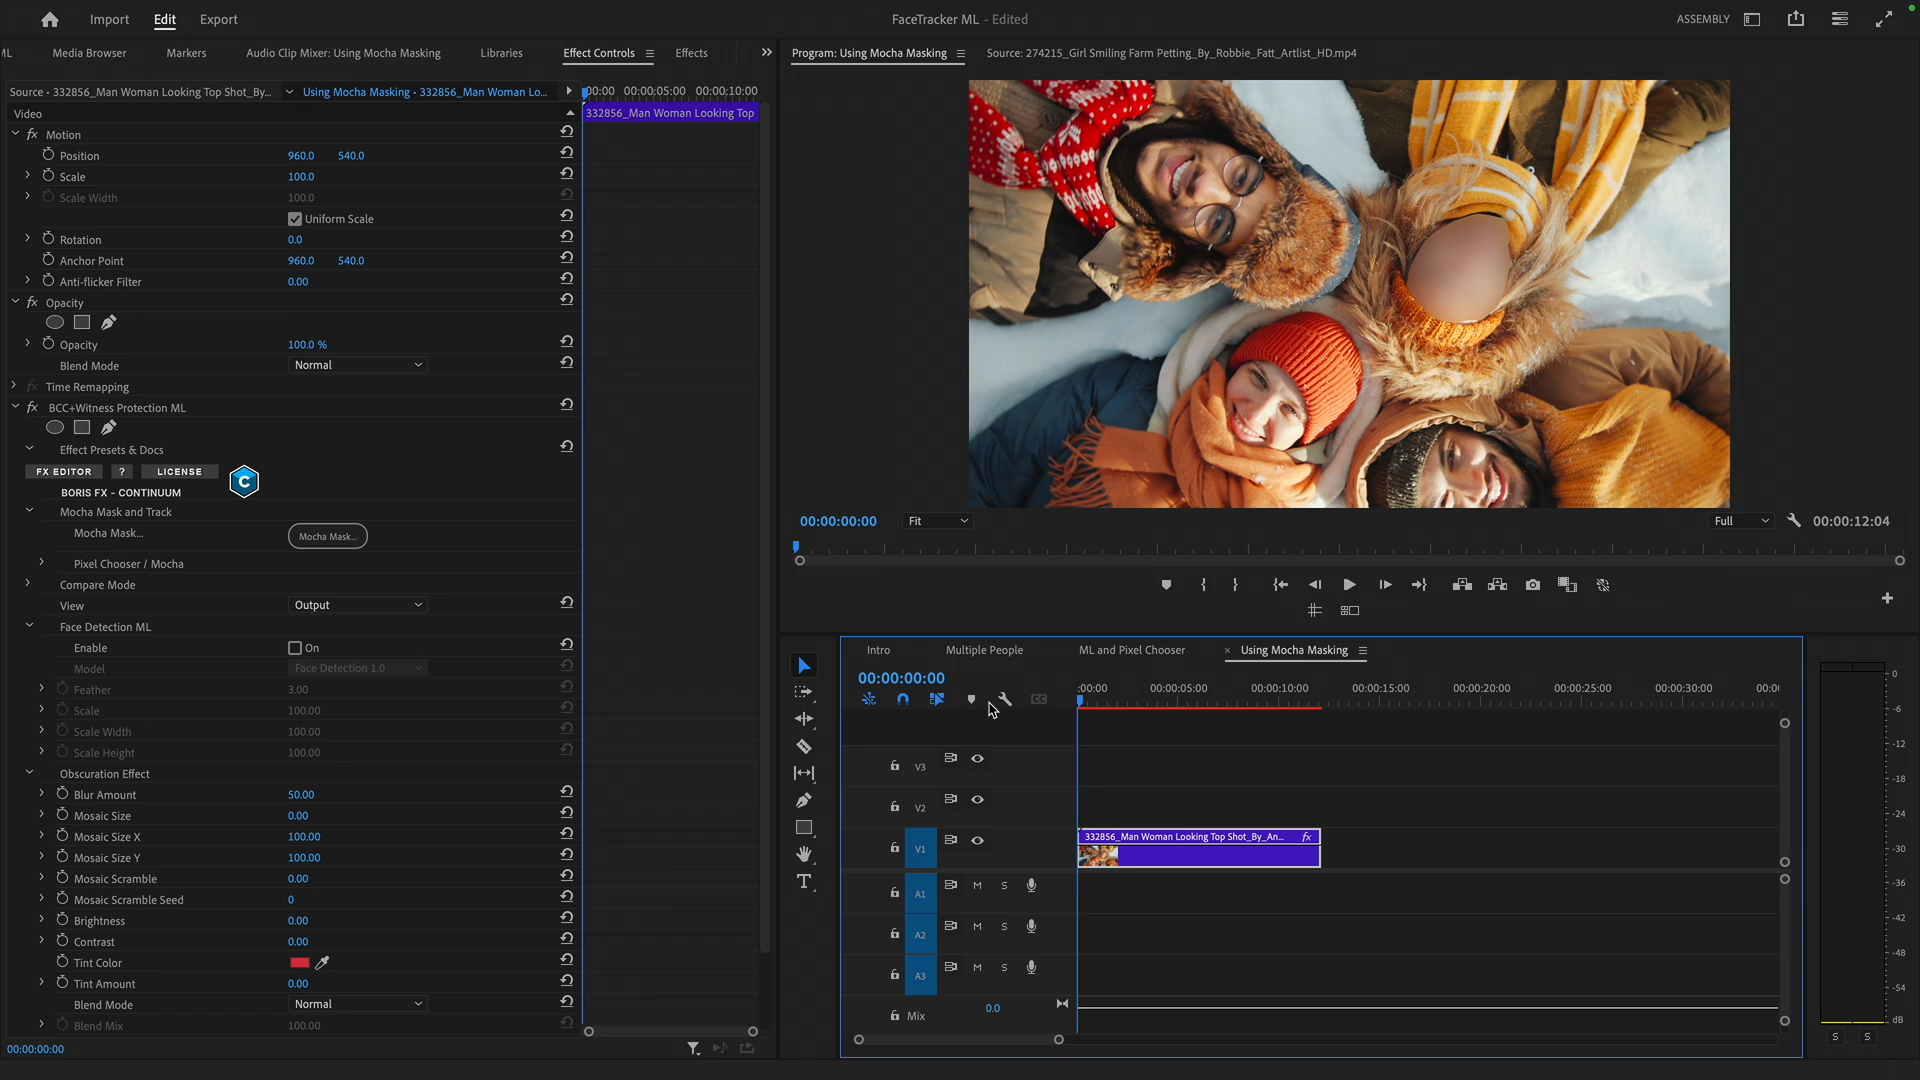 Import
Edit
Export
FaceTracker ML - Edited
ASSEMBLY
ML
Media Browser
Markers
Audio Clip Mixer: Using Mocha Masking
Libraries
Effect Controls
Effects
Program: Using Mocha Masking
Source: 274215_Girl Smiling Farm Petting_By_Robbie_Fatt_Artlist_HD.mp4
Source • 332856_Man Woman Looking Top Shot_By...
Using Mocha Masking • 332856_Man Woman Lo...
00:00
00:00:05:00
00:00:10:00
Video
332856_Man Woman Looking Top
fx Motion
Position 960.0 540.0
Scale 100.0
Scale Width 100.0
Uniform Scale
Rotation 0.0
Anchor Point 960.0 540.0
Anti-flicker Filter 0.00
fx Opacity
Opacity 100.0 %
Blend Mode Normal
fx Time Remapping
fx BCC+Witness Protection ML
Effect Presets & Docs
FX EDITOR ? LICENSE C
BORIS FX - CONTINUUM
Mocha Mask and Track
Mocha Mask... Mocha Mask...
Pixel Chooser / Mocha
Compare Mode
View Output
Face Detection ML
Enable On
Model Face Detection 1.0
Feather 3.00
Scale 100.00
Scale Width 100.00
Scale Height 100.00
Obscuration Effect
Blur Amount 50.00
Mosaic Size 0.00
Mosaic Size X 100.00
Mosaic Size Y 100.00
Mosaic Scramble 0.00
Mosaic Scramble Seed 0
Brightness 0.00
Contrast 0.00
Tint Color
Tint Amount 0.00
Blend Mode Normal
Blend Mix 100.00
00:00:00:00
00:00:00:00
Fit
Full
00:00:12:04
Intro
Multiple People
ML and Pixel Chooser
× Using Mocha Masking
00:00:00:00
:00:00
00:00:05:00
00:00:10:00
00:00:15:00
00:00:20:00
00:00:25:00
00:00:30:00
00:0
CC
V3
V2
V1
332856_Man Woman Looking Top Shot_By_An... fx
A1 M S
A2 M S
A3 M S
Mix 0.0
0
-6
-12
-18
-24
-30
-36
-42
-48
-54
dB
S S